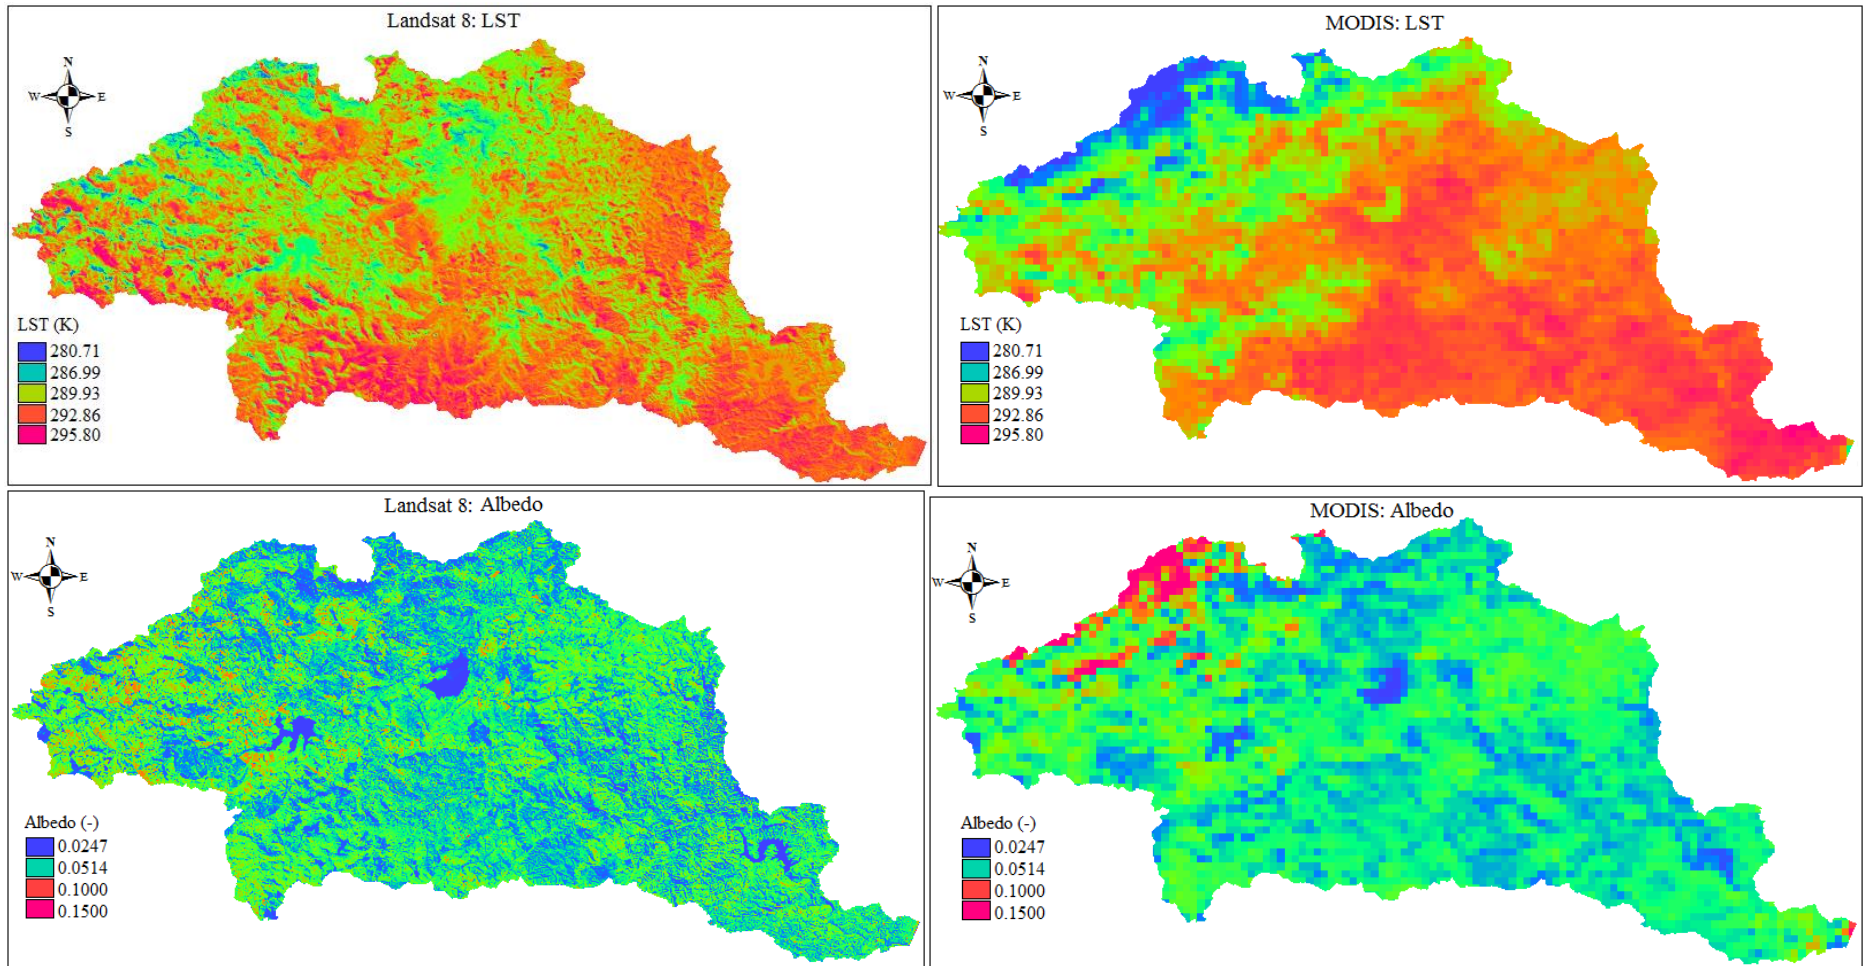 Landsat 8: LST
N
W E
S
LST (K)
280.71
286.99
289.93
292.86
295.80
MODIS: LST
N
W E
S
LST (K)
280.71
286.99
289.93
292.86
295.80
Landsat 8: Albedo
N
W E
S
Albedo (-)
0.0247
0.0514
0.1000
0.1500
MODIS: Albedo
N
W E
S
Albedo (-)
0.0247
0.0514
0.1000
0.1500